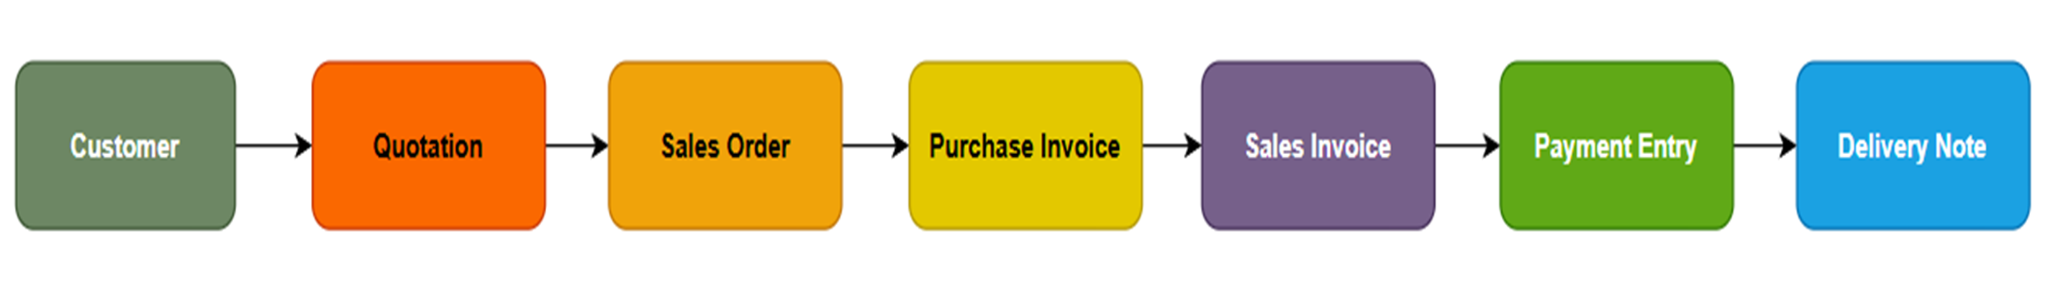 Customer
Quotation
Sales Order
Purchase Invoice
Sales Invoice
Payment Entry
Delivery Note